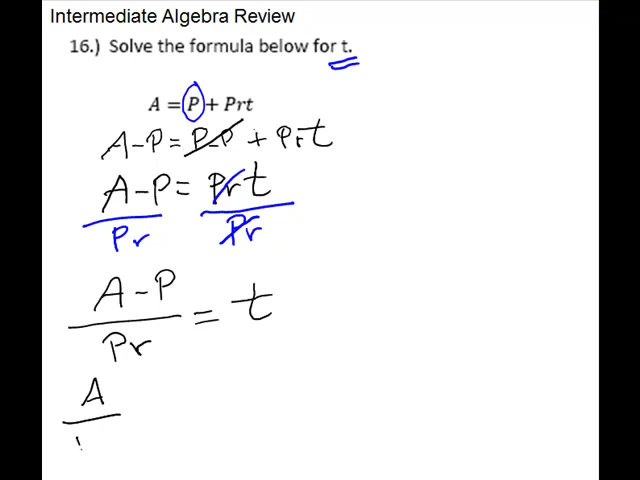 Intermediate Algebra Review
16.) Solve the formula below for t.
A = P + Prt
A-P = P-P + Prt
A-P = Prt
Pr Pr
A-P
= t
Pr
A